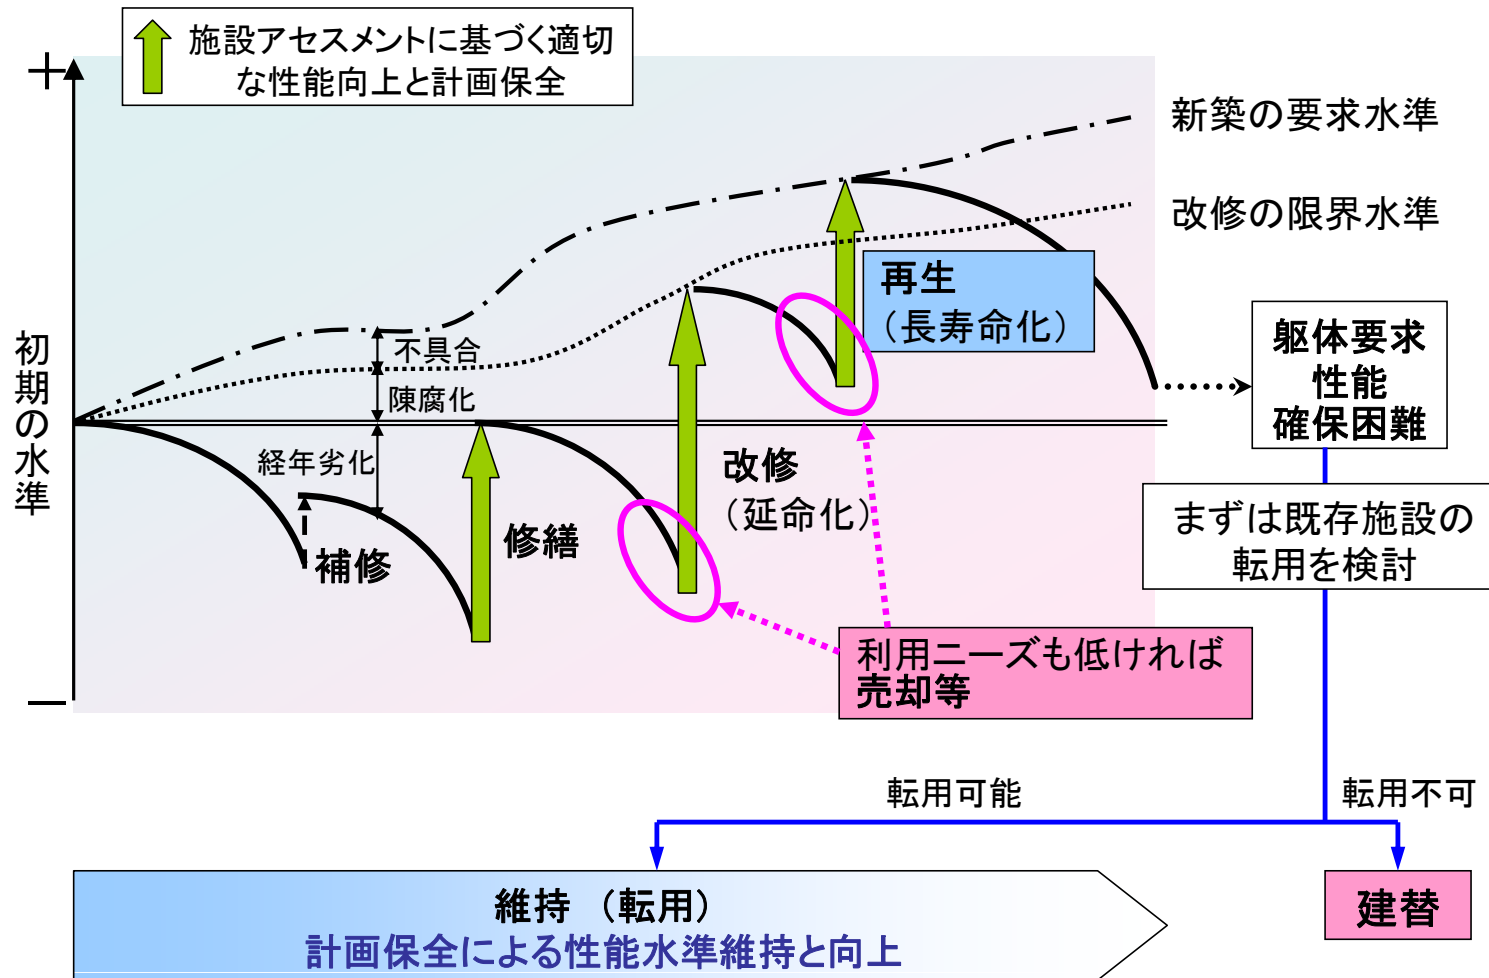 施設アセスメントに基づく適切
な性能向上と計画保全
＋
新築の要求水準
改修の限界水準
再生
（長寿命化）
不具合
陳腐化
初期の水準
経年劣化
躯体要求
性能
確保困難
改修
（延命化）
修繕
補修
まずは既存施設の
転用を検討
利用ニーズも低ければ
売却等
－
転用可能
転用不可
維持 （転用）
計画保全による性能水準維持と向上
建替